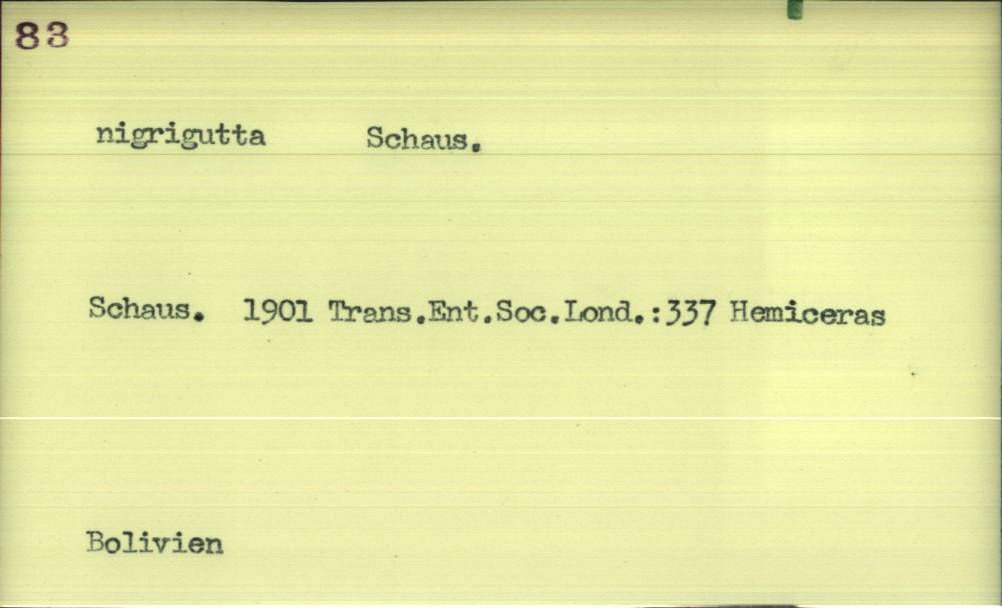 83
nigrigutta Schaus.
Schaus. 1901 Trans.Ent.Soc.Lond.:337 Hemiceras
Bolivien